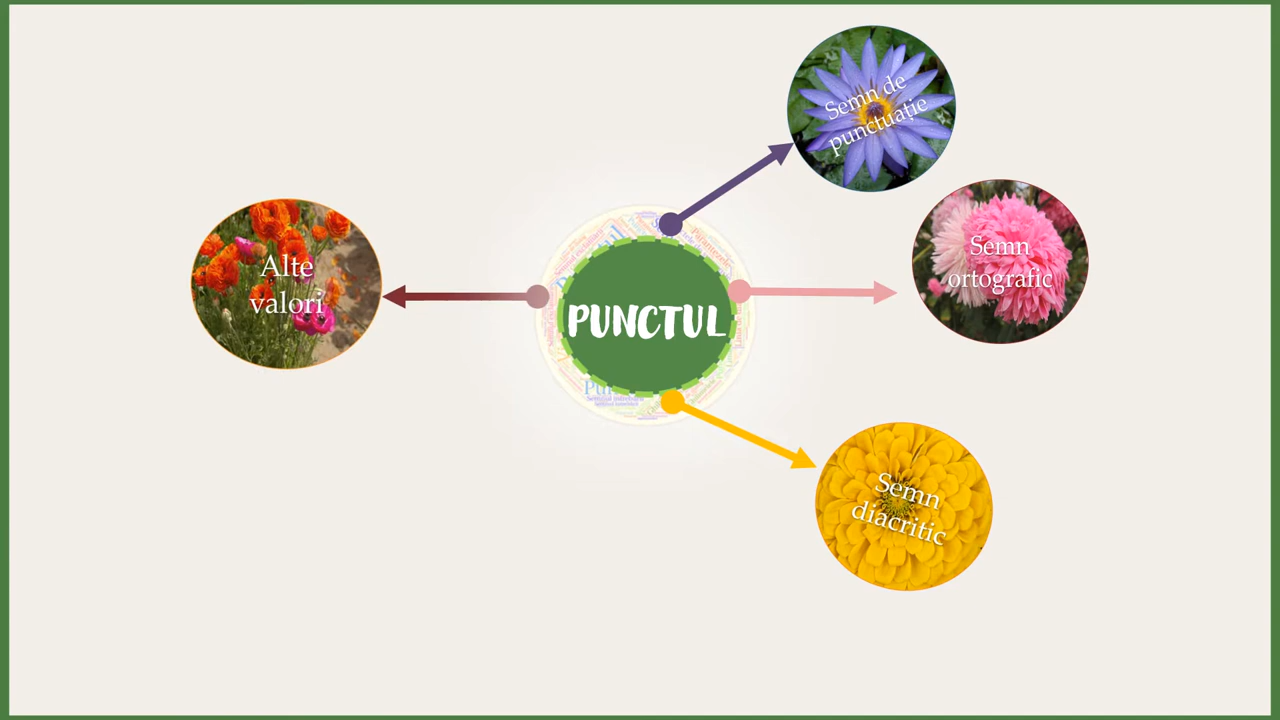 Semn de
punctuație
Semn
ortografic
Alte
valori
PUNCTUL
Semn
diacritic